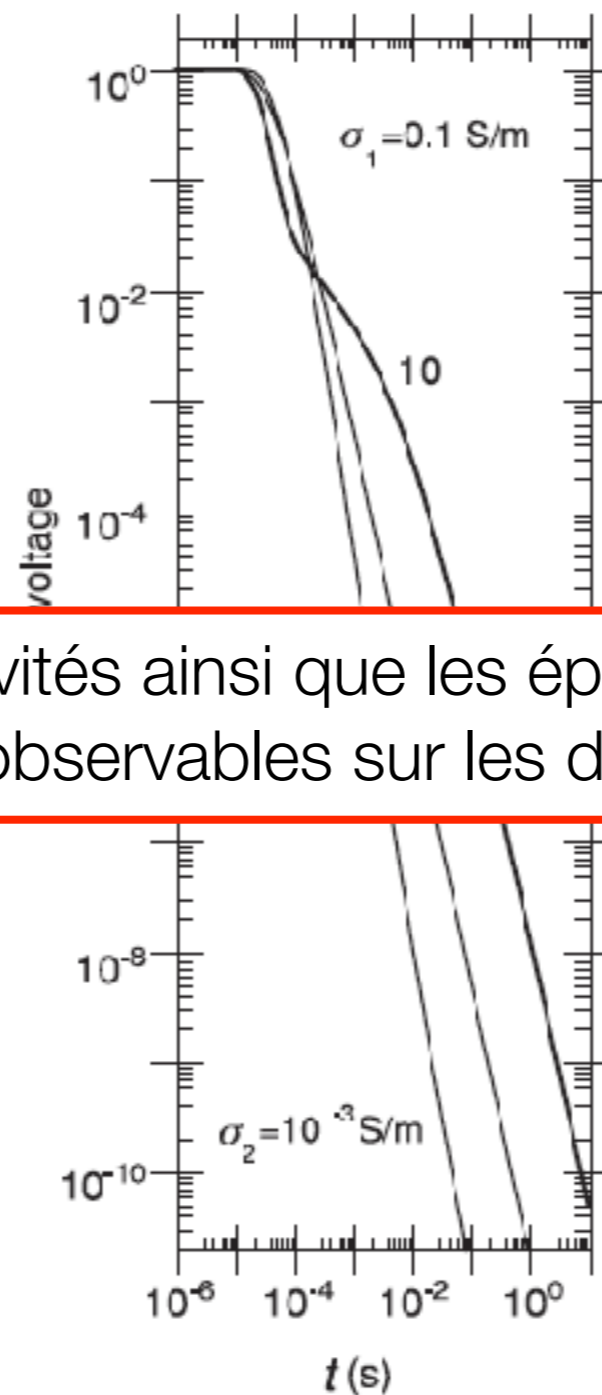 10⁰
σ₁=0.1 S/m
10⁻²
10
10⁻⁴
voltage
vités ainsi que les ép
observables sur les d
10⁻⁸
σ₂=10⁻³S/m
10⁻¹⁰
10⁻⁶ 10⁻⁴ 10⁻² 10⁰
t (s)